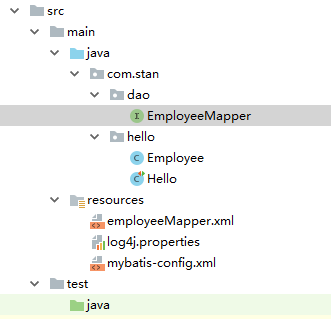 src
main
java
com.stan
dao
EmployeeMapper
hello
Employee
Hello
resources
employeeMapper.xml
log4j.properties
mybatis-config.xml
test
java